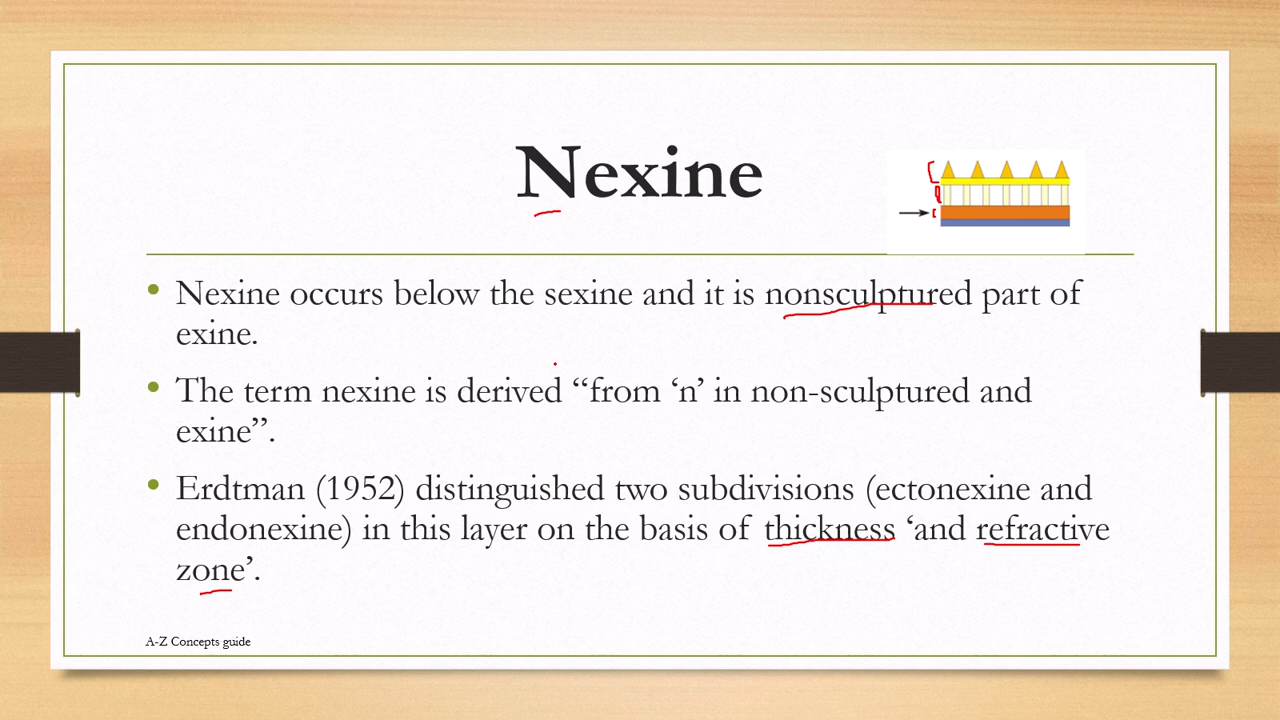 Nexine
• Nexine occurs below the sexine and it is nonsculptured part of
exine.
• The term nexine is derived “from ‘n’ in non-sculptured and
exine”.
• Erdtman (1952) distinguished two subdivisions (ectonexine and
endonexine) in this layer on the basis of thickness ‘and refractive
zone’.
A-Z Concepts guide